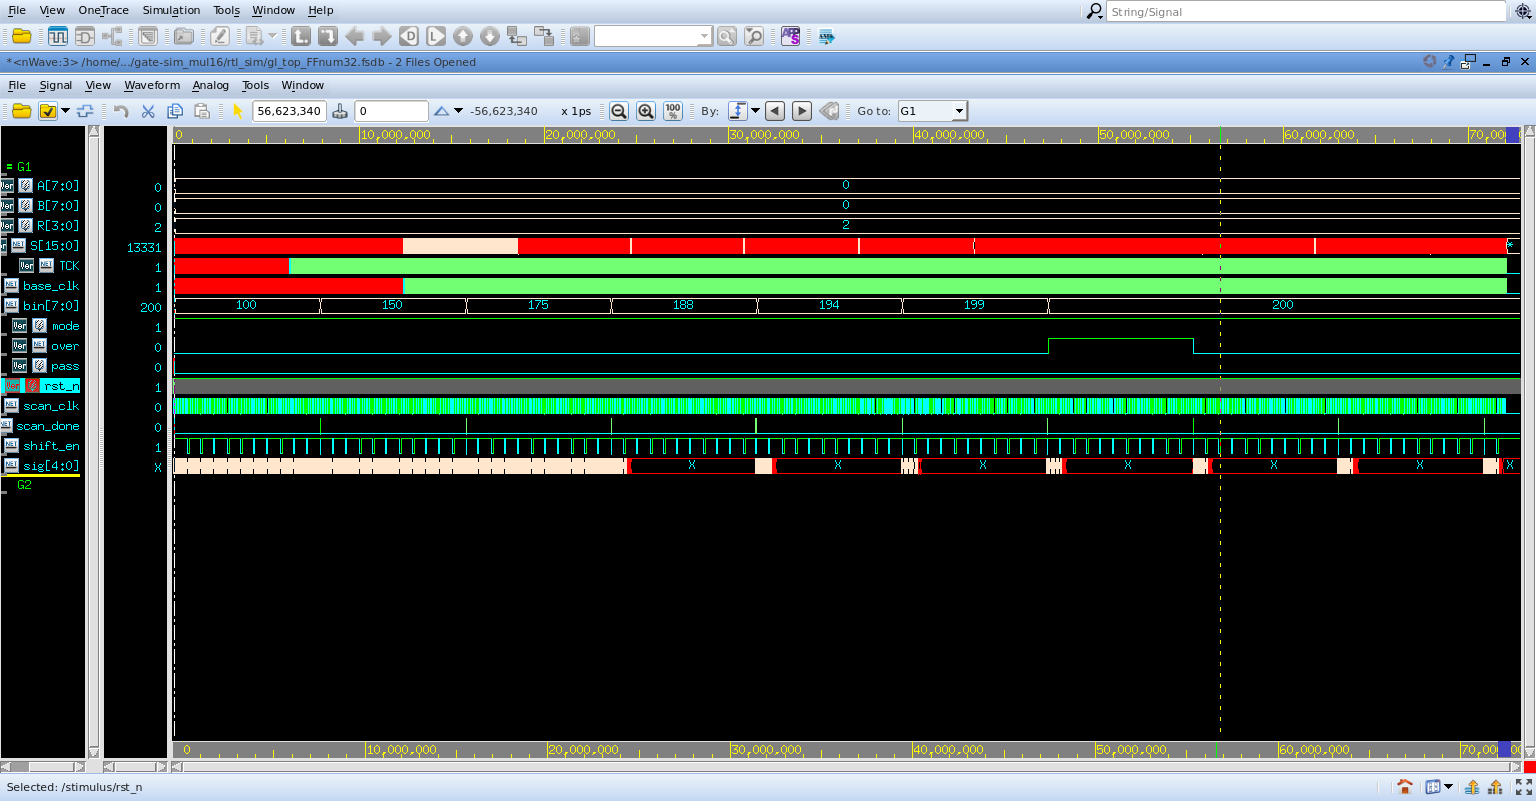 File View OneTrace Simulation Tools Window Help
String/Signal
*<nWave:3> /home/.../gate-sim_mul16/rtl_sim/gl_top_FFnum32.fsdb - 2 Files Opened
File Signal View Waveform Analog Tools Window
56,623,340 0 -56,623,340 x 1ps 100% By: Go to: G1
0 10,000,000 20,000,000 30,000,000 40,000,000 50,000,000 60,000,000
= G1
A[7:0] 0 0
B[7:0] 0 0
R[3:0] 2 2
S[15:0] 13331 *
TCK 1
base_clk 1
bin[7:0] 200 100 150 175 188 194 199 200
mode 1
over 0
pass 0
rst_n 1
scan_clk 0
scan_done 0
shift_en 1
sig[4:0] X X X X X X X X
G2
0 10,000,000 20,000,000 30,000,000 40,000,000 50,000,000 60,000,000
Selected: /stimulus/rst_n